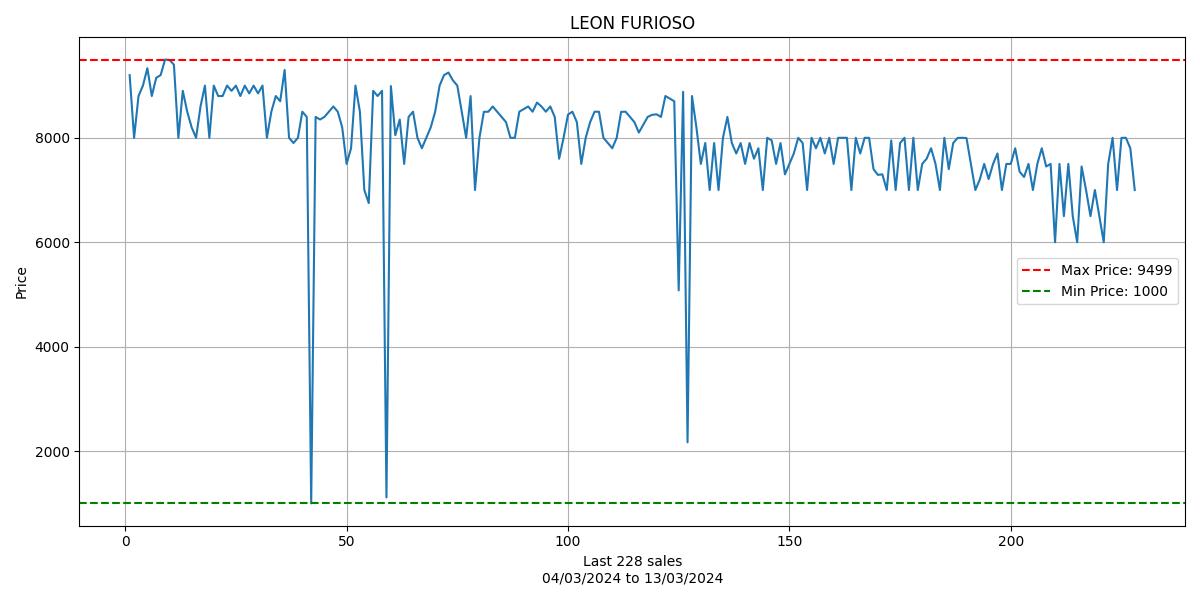 LEON FURIOSO
8000
6000
4000
2000
Price
Max Price: 9499
Min Price: 1000
0
50
100
150
200
Last 228 sales
04/03/2024 to 13/03/2024